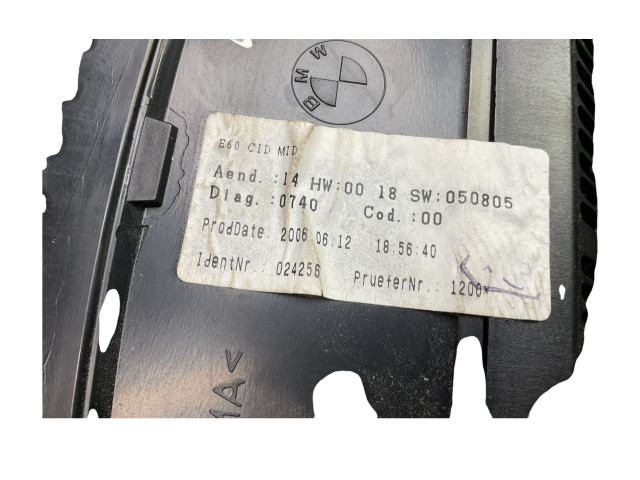 BMW
E60 CID MID
Aend.:14 HW:00 18 SW:050805
Diag.:0740 Cod.:00
ProdDate: 2006.06.12 18:56:40
IdentNr.: 024256 PrueferNr.: 1200
MA<